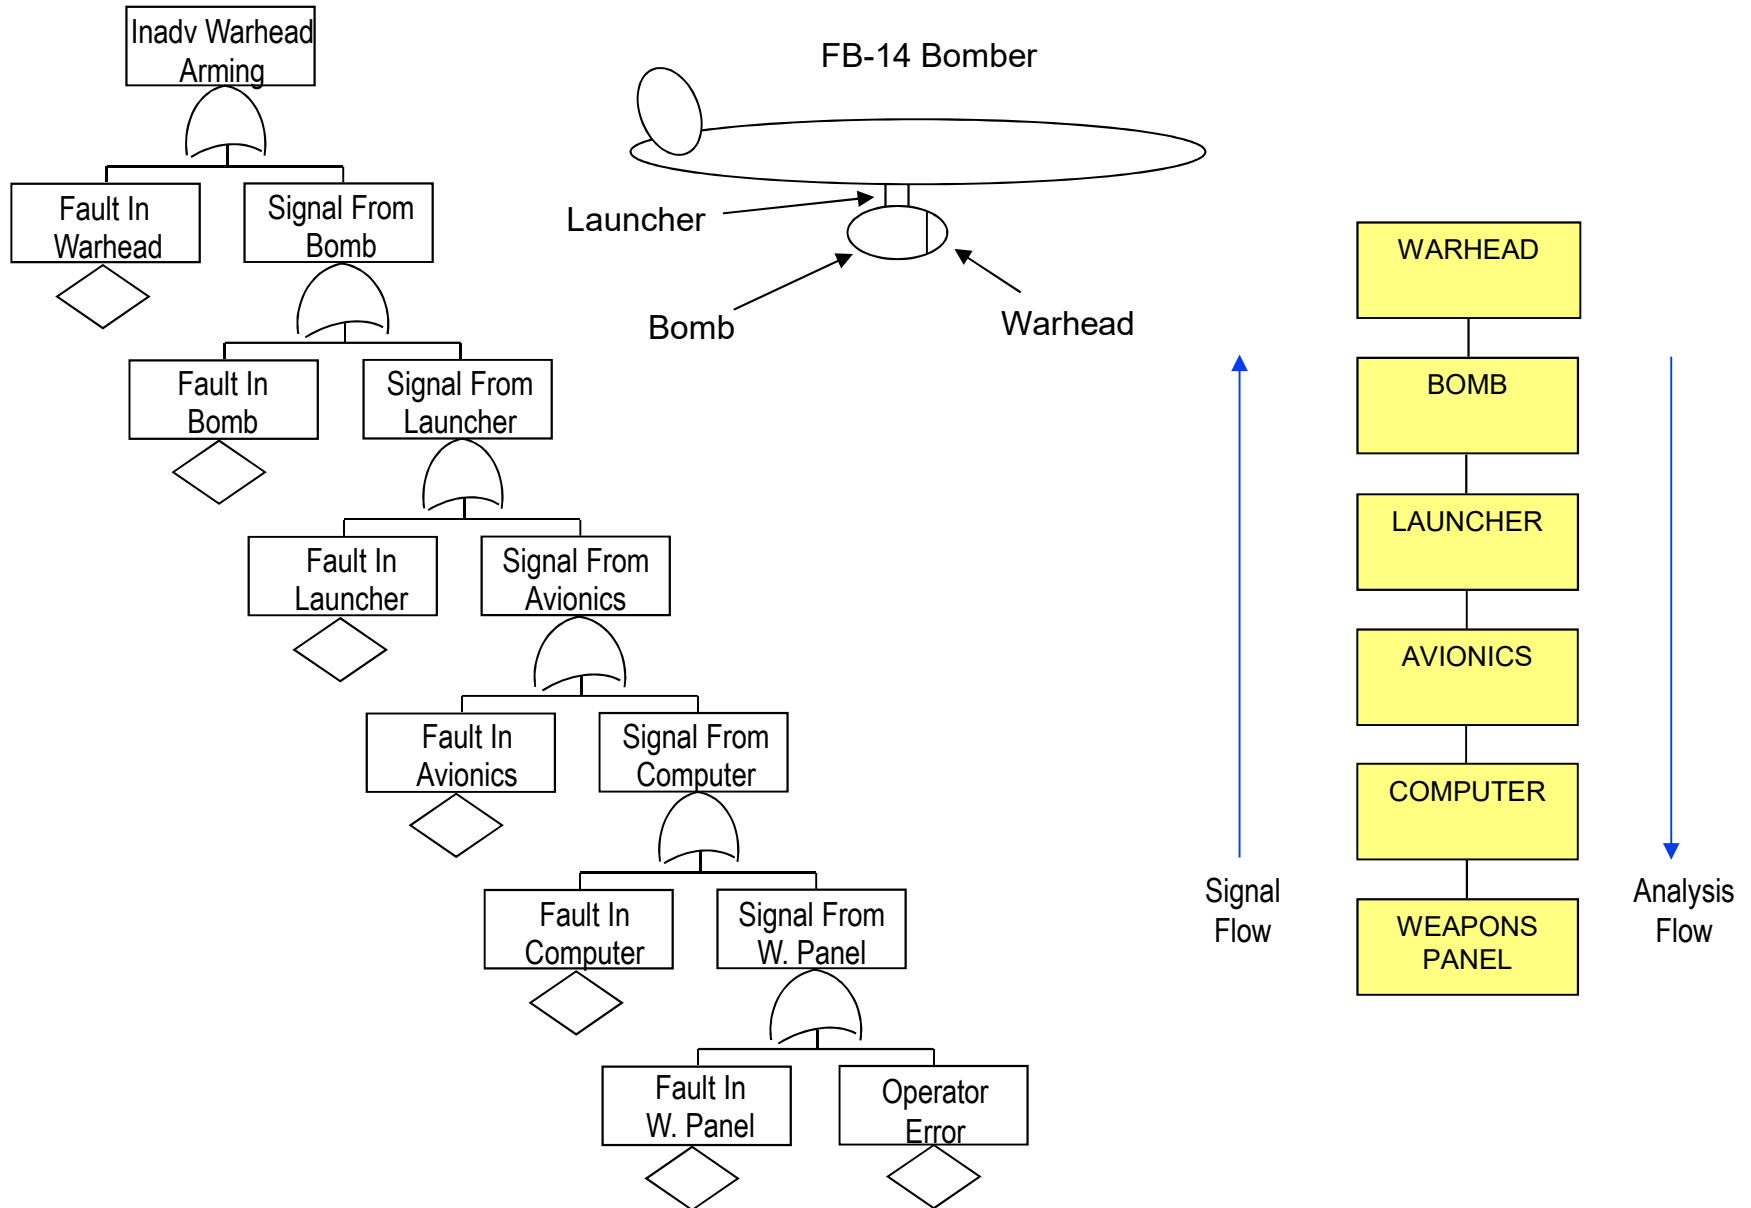 Inadv Warhead
Arming
FB-14 Bomber
Fault In
Warhead
Signal From
Bomb
Launcher
Bomb
Warhead
Fault In
Bomb
Signal From
Launcher
Fault In
Launcher
Signal From
Avionics
Fault In
Avionics
Signal From
Computer
Fault In
Computer
Signal From
W. Panel
Fault In
W. Panel
Operator
Error
WARHEAD
BOMB
LAUNCHER
AVIONICS
COMPUTER
WEAPONS
PANEL
Signal
Flow
Analysis
Flow